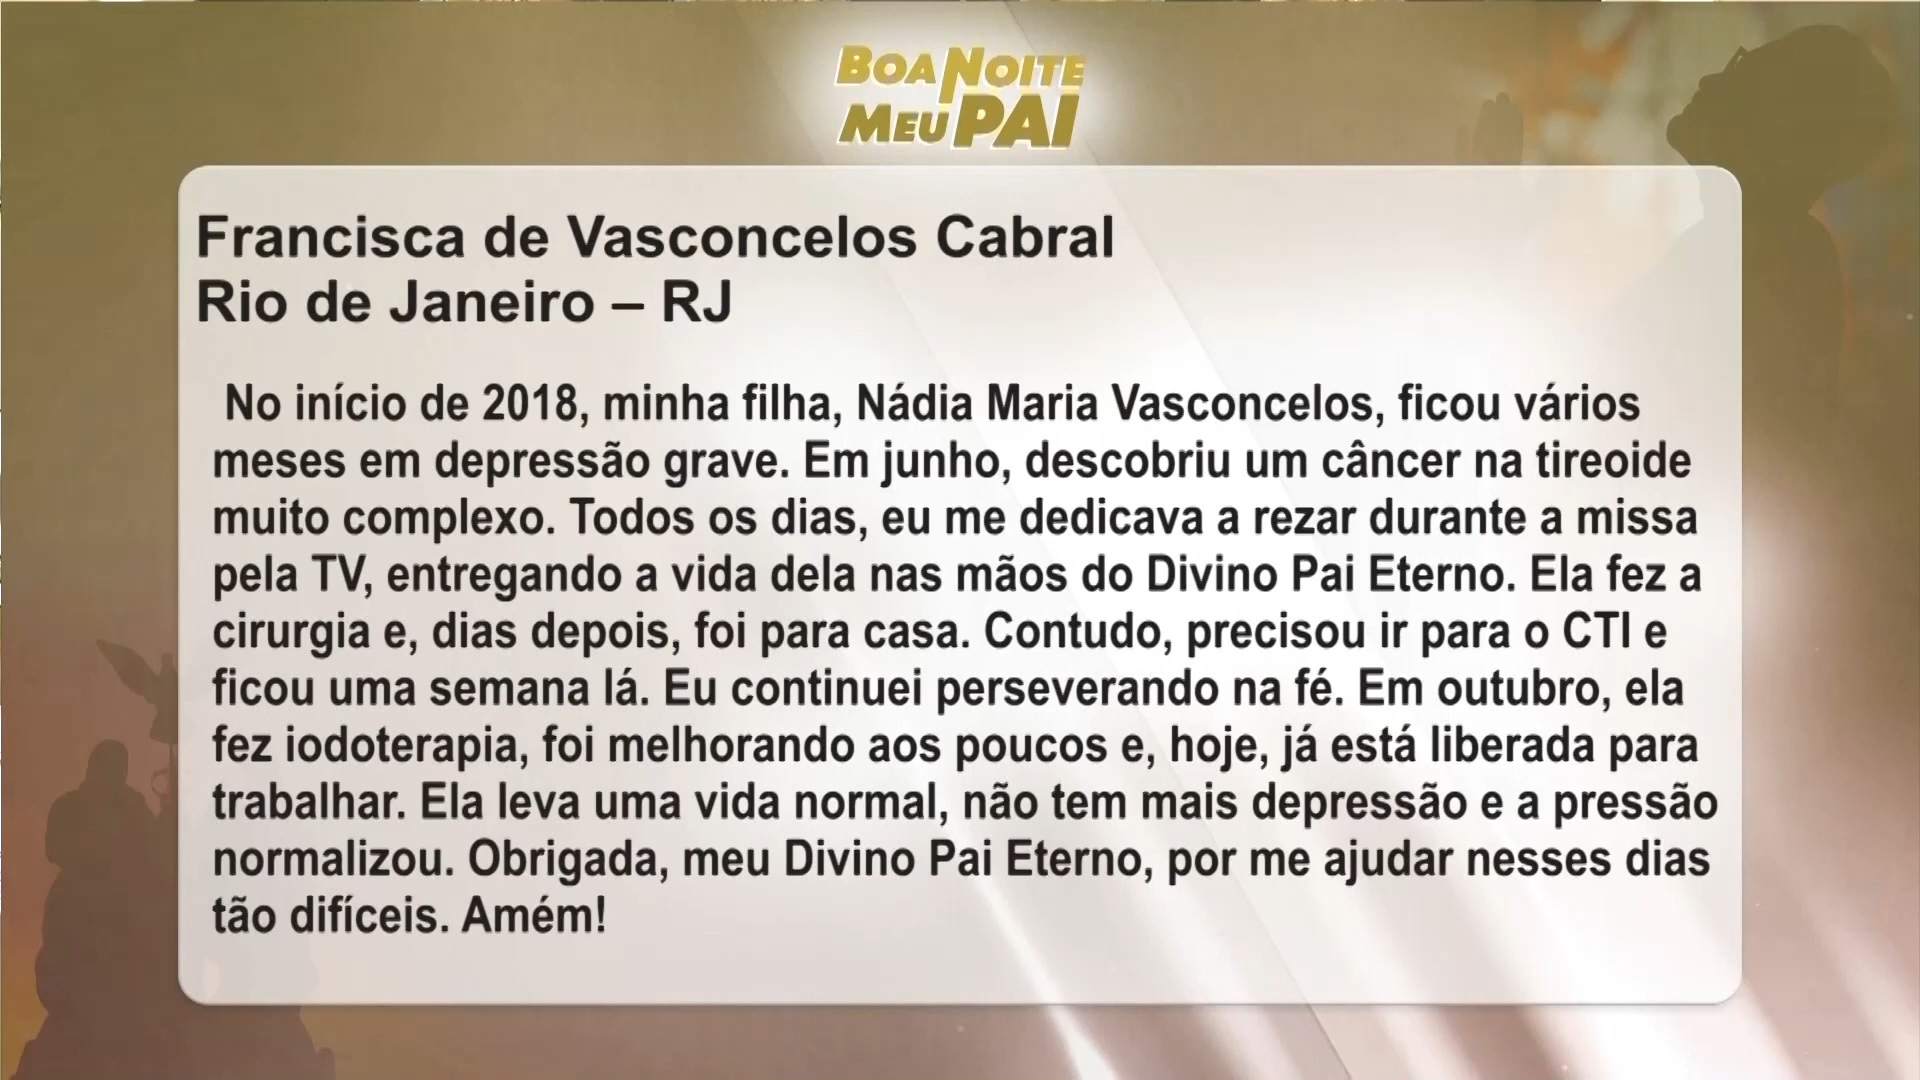 BOA NOITE
MEU PAI
Francisca de Vasconcelos Cabral
Rio de Janeiro – RJ
No início de 2018, minha filha, Nádia Maria Vasconcelos, ficou vários
meses em depressão grave. Em junho, descobriu um câncer na tireoide
muito complexo. Todos os dias, eu me dedicava a rezar durante a missa
pela TV, entregando a vida dela nas mãos do Divino Pai Eterno. Ela fez a
cirurgia e, dias depois, foi para casa. Contudo, precisou ir para o CTI e
ficou uma semana lá. Eu continuei perseverando na fé. Em outubro, ela
fez iodoterapia, foi melhorando aos poucos e, hoje, já está liberada para
trabalhar. Ela leva uma vida normal, não tem mais depressão e a pressão
normalizou. Obrigada, meu Divino Pai Eterno, por me ajudar nesses dias
tão difíceis. Amém!